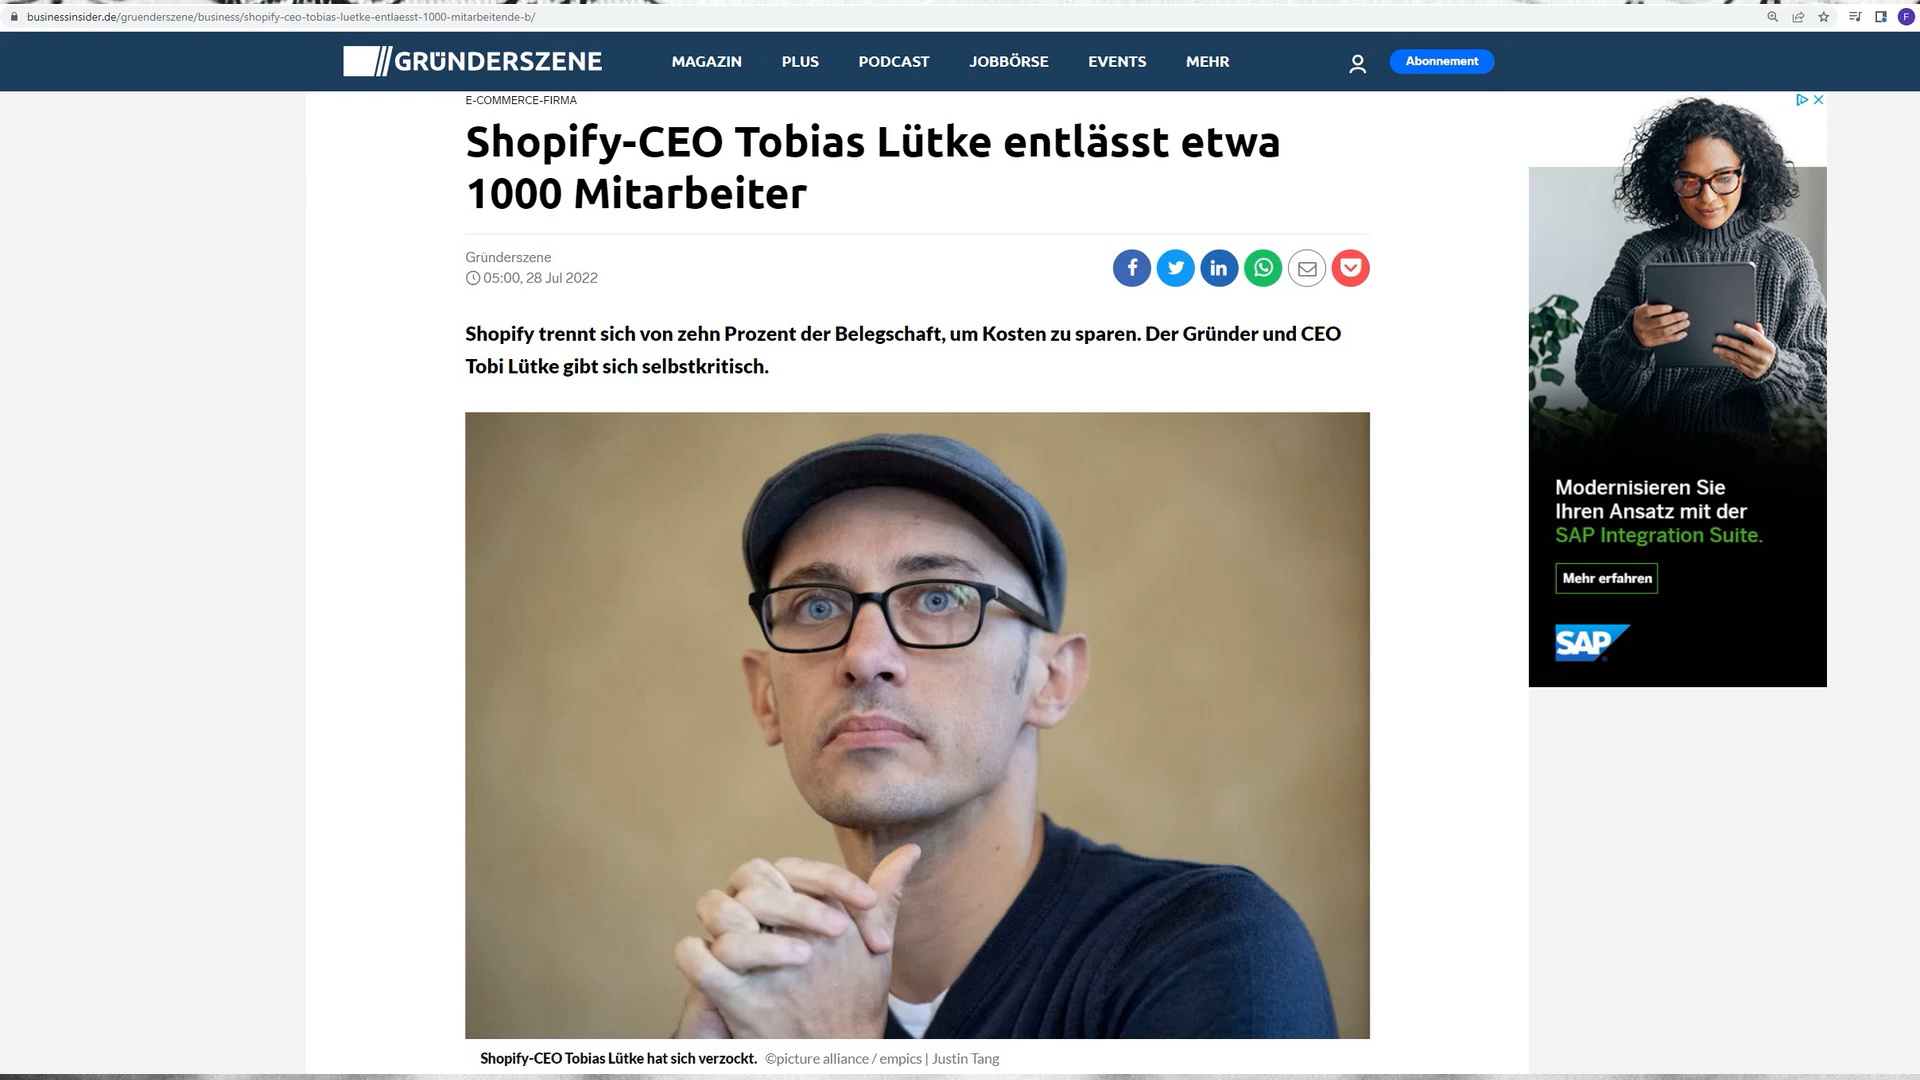 businessinsider.de/gruenderszene/business/shopify-ceo-tobias-luetke-entlaesst-1000-mitarbeitende-b/
F
GRÜNDERSZENE
MAGAZIN PLUS PODCAST JOBBÖRSE EVENTS MEHR
Abonnement
E-COMMERCE-FIRMA
Shopify-CEO Tobias Lütke entlässt etwa
1000 Mitarbeiter
Gründerszene
05:00, 28 Jul 2022
Shopify trennt sich von zehn Prozent der Belegschaft, um Kosten zu sparen. Der Gründer und CEO
Tobi Lütke gibt sich selbstkritisch.
Shopify-CEO Tobias Lütke hat sich verzockt. ©picture alliance / empics | Justin Tang
Modernisieren Sie
Ihren Ansatz mit der
SAP Integration Suite.
Mehr erfahren
SAP